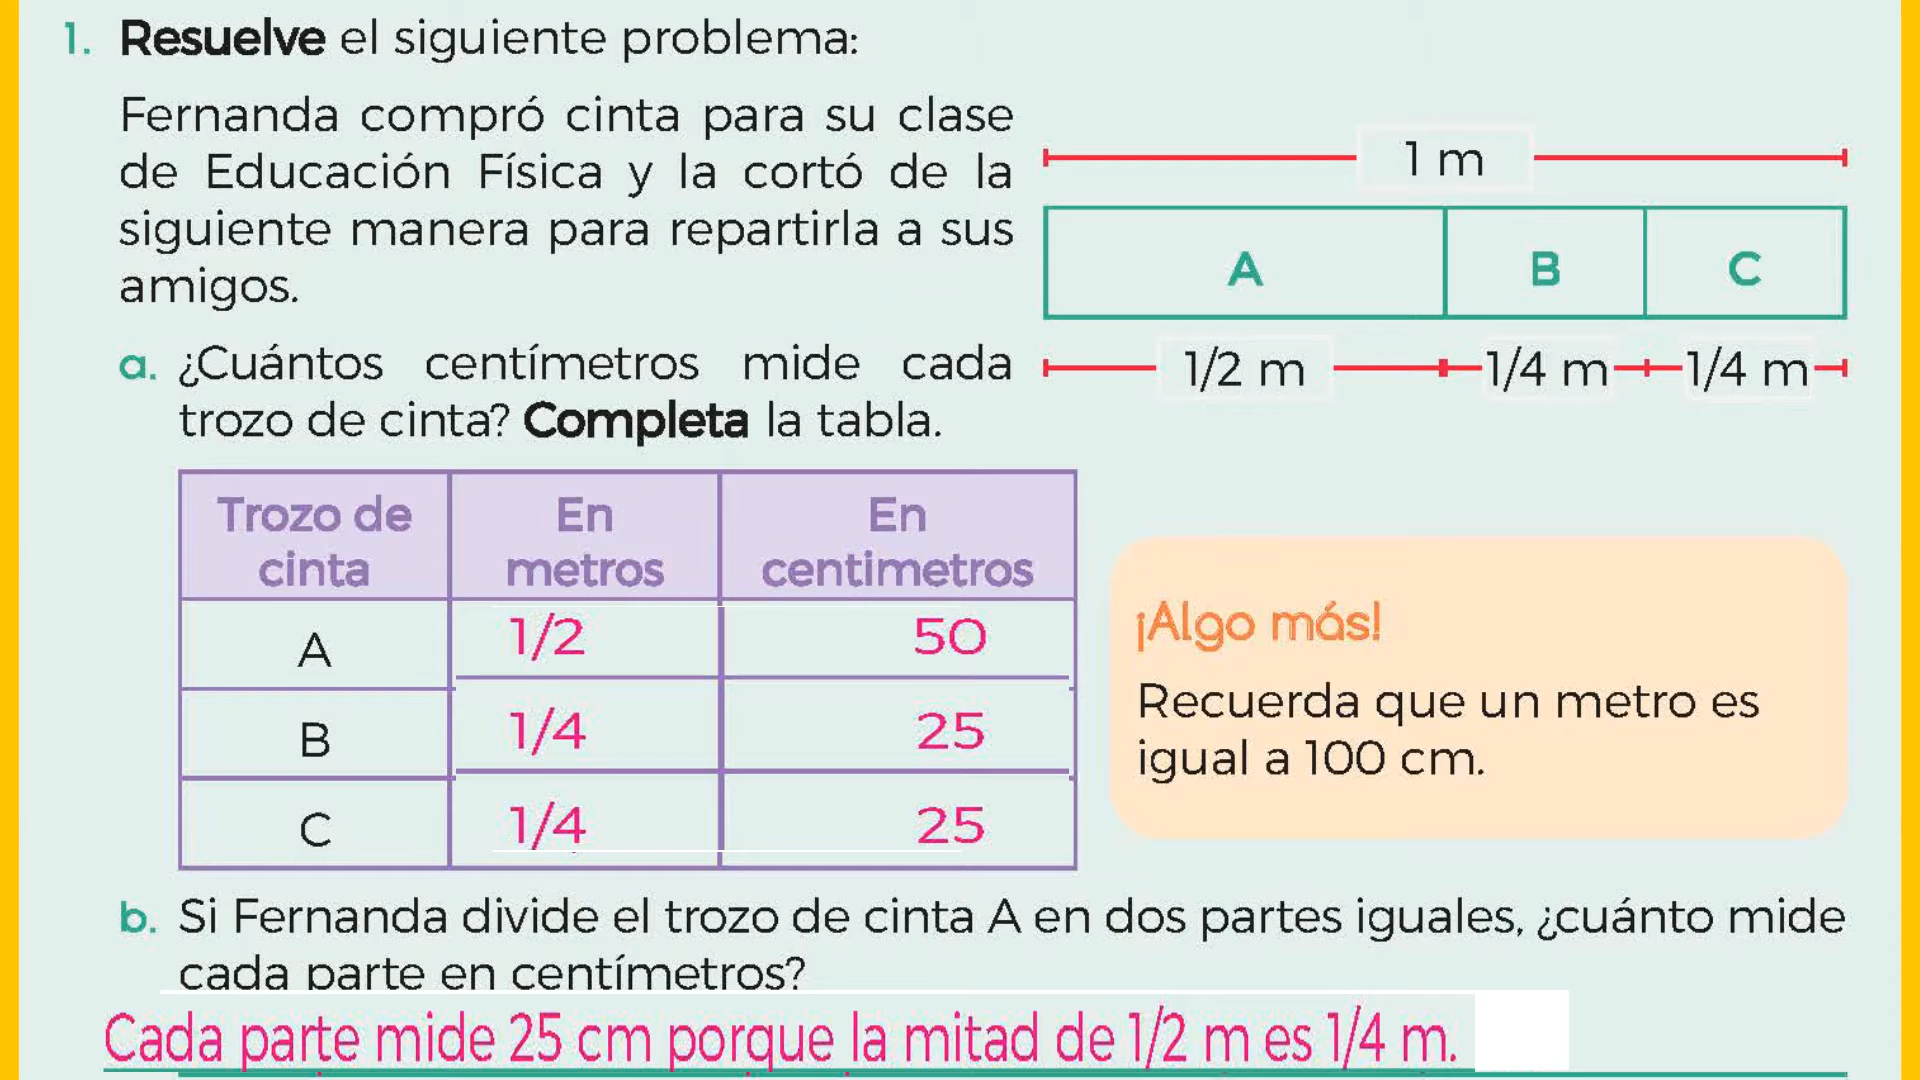 1. Resuelve el siguiente problema:
Fernanda compró cinta para su clase
de Educación Física y la cortó de la
siguiente manera para repartirla a sus
amigos.
1 m
A B C
1/2 m 1/4 m 1/4 m
a. ¿Cuántos centímetros mide cada
trozo de cinta? Completa la tabla.
Trozo de cinta En metros En centimetros
A 1/2 50
B 1/4 25
C 1/4 25
¡Algo más!
Recuerda que un metro es
igual a 100 cm.
b. Si Fernanda divide el trozo de cinta A en dos partes iguales, ¿cuánto mide
cada parte en centímetros?
Cada parte mide 25 cm porque la mitad de 1/2 m es 1/4 m.